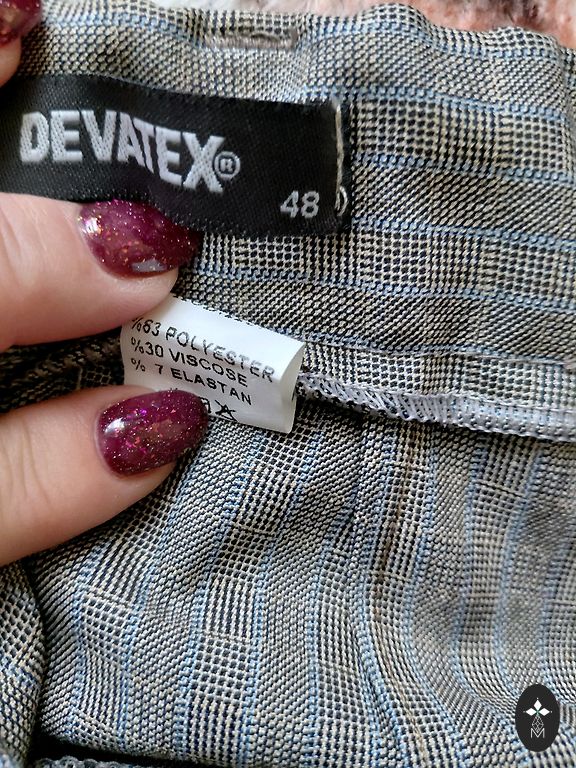 DEVATEX®
48
%63 POLYESTER
%30 VISCOSE
% 7 ELASTAN
M